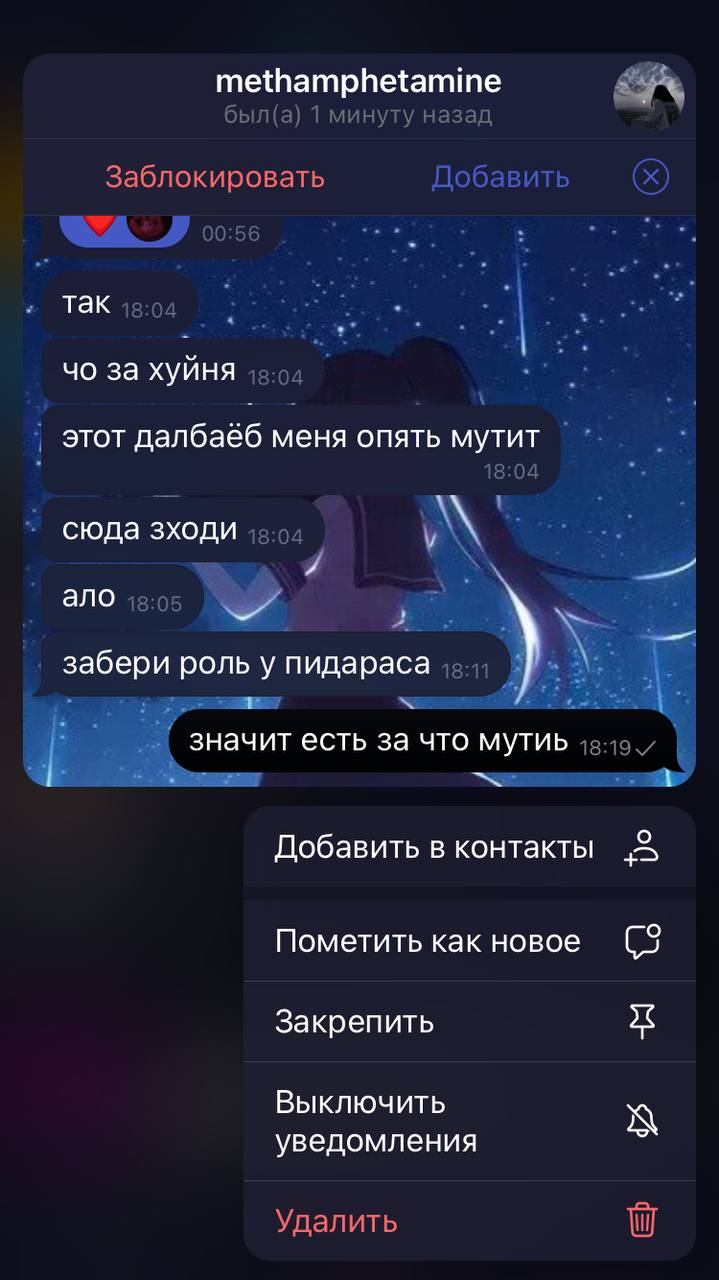 methamphetamine
был(а) 1 минуту назад
Заблокировать
Добавить
00:56
так 18:04
чо за хуйня 18:04
этот далбаёб меня опять мутит
18:04
сюда зходи 18:04
ало 18:05
забери роль у пидараса 18:11
значит есть за что мутиь 18:19
Добавить в контакты
Пометить как новое
Закрепить
Выключить
уведомления
Удалить